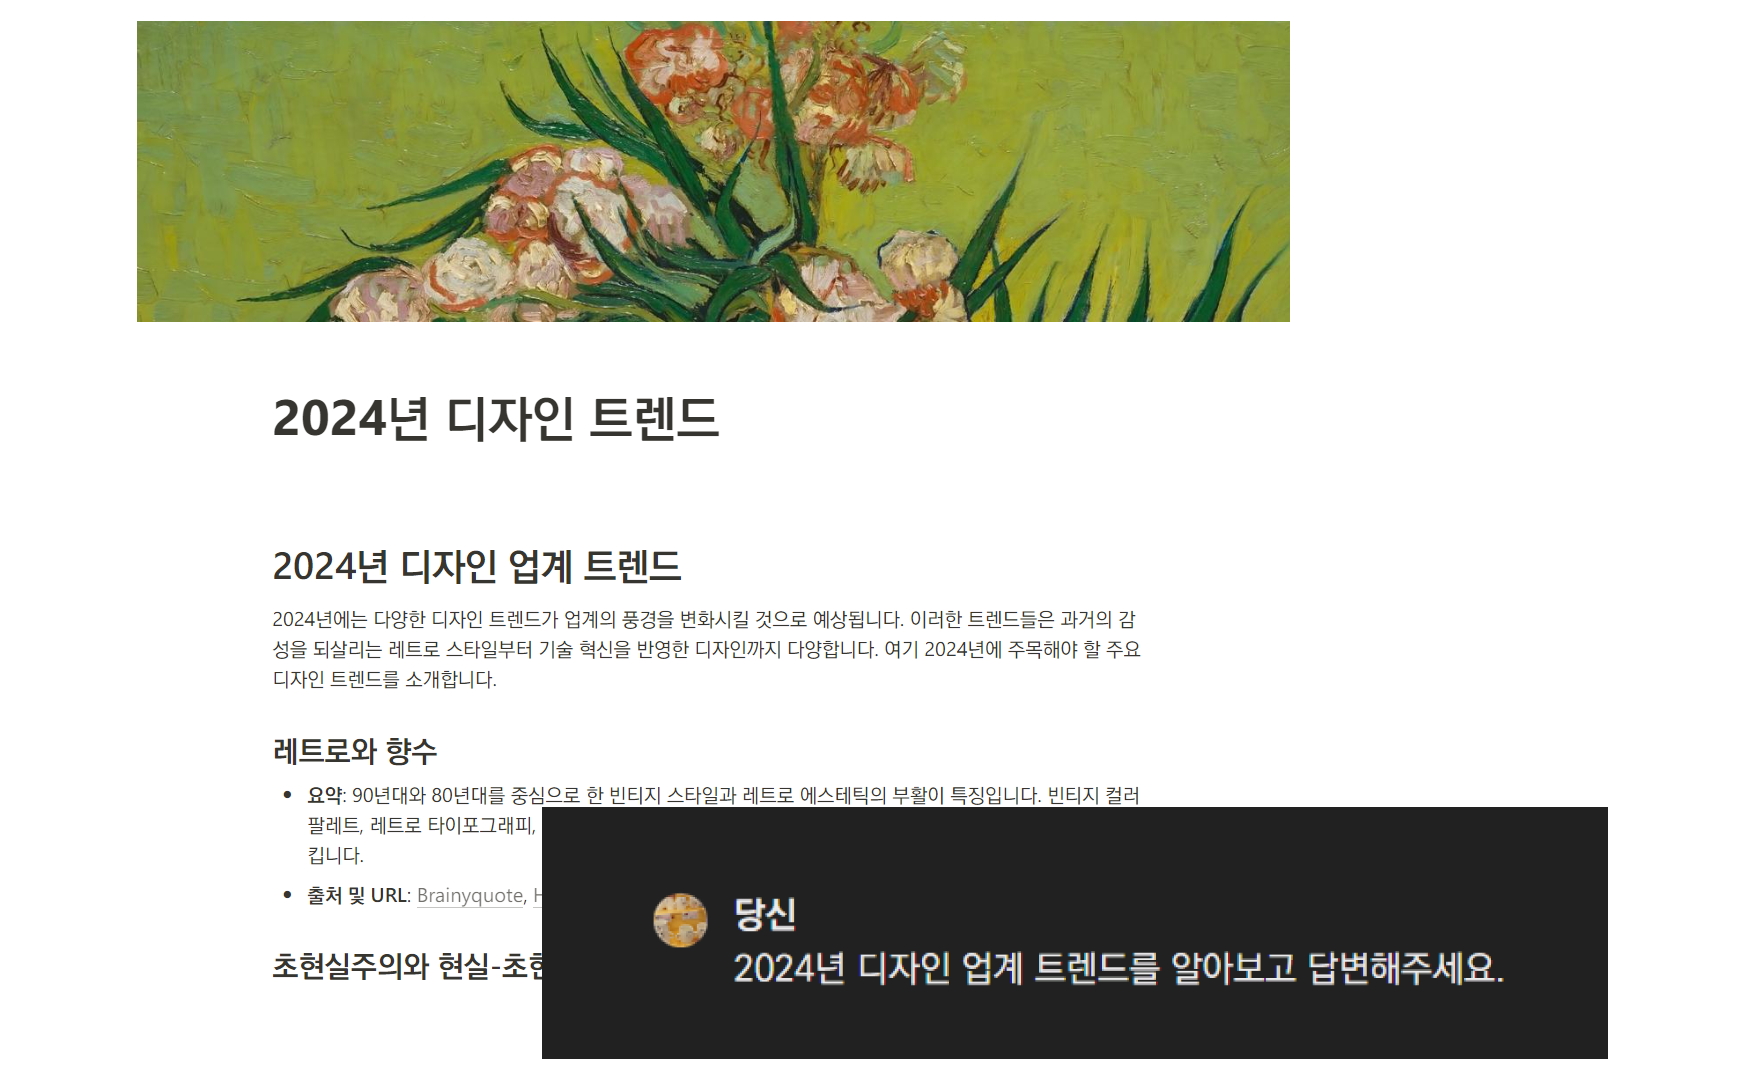 2024년 디자인 트렌드
2024년 디자인 업계 트렌드
2024년에는 다양한 디자인 트렌드가 업계의 풍경을 변화시킬 것으로 예상됩니다. 이러한 트렌드들은 과거의 감
성을 되살리는 레트로 스타일부터 기술 혁신을 반영한 디자인까지 다양합니다. 여기 2024년에 주목해야 할 주요
디자인 트렌드를 소개합니다.
레트로와 향수
• 요약: 90년대와 80년대를 중심으로 한 빈티지 스타일과 레트로 에스테틱의 부활이 특징입니다. 빈티지 컬러
팔레트, 레트로 타이포그래피,
킵니다.
• 출처 및 URL: Brainyquote,
초현실주의와 현실-초현
당신
2024년 디자인 업계 트렌드를 알아보고 답변해주세요.